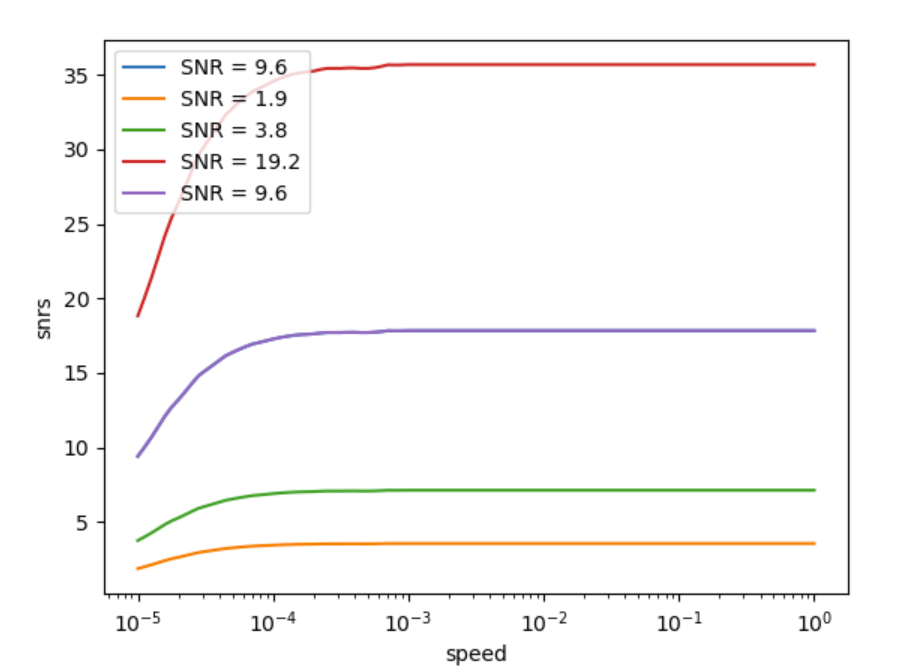 SNR = 9.6
SNR = 1.9
SNR = 3.8
SNR = 19.2
SNR = 9.6
35
30
25
20
15
10
5
snrs
10⁻⁵ 10⁻⁴ 10⁻³ 10⁻² 10⁻¹ 10⁰
speed